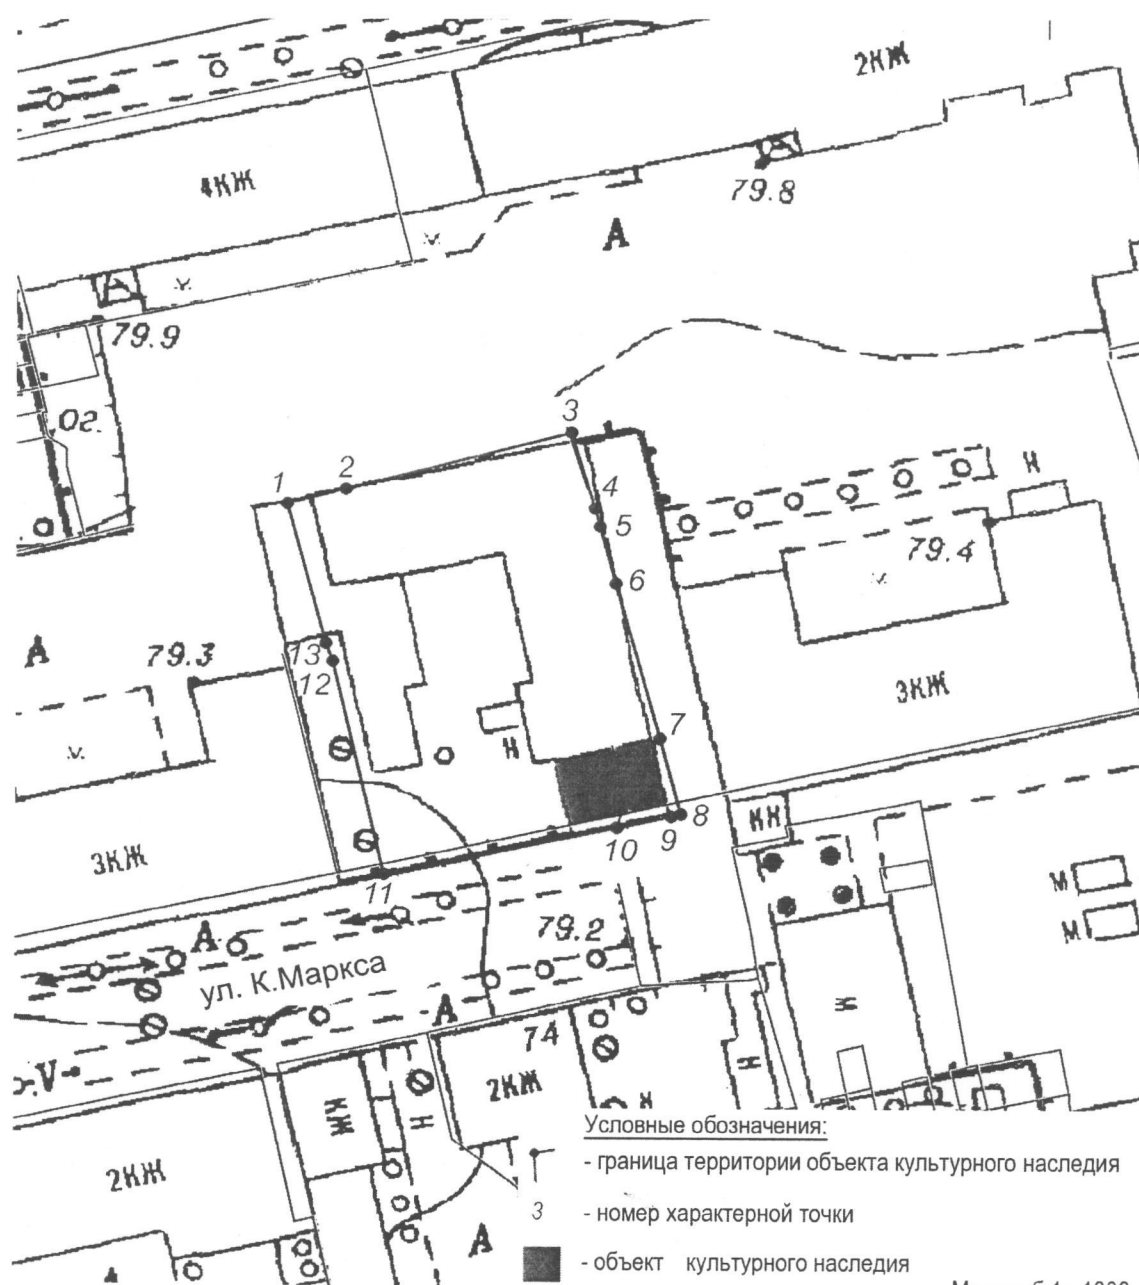 2КЖ
4КЖ
79.8
А
79.9
02.
3
1
2
4
5
6
Н
79.4
А
79.3
13
12
3КЖ
7
Н
8
9
10
КН
3КЖ
11
М
М
79.2
А
ул. К.Маркса
А
Н
V
74
Н
2КЖ
КЖ
Н
2КЖ
А
Условные обозначения:
- граница территории объекта культурного наследия
3 - номер характерной точки
- объект культурного наследия